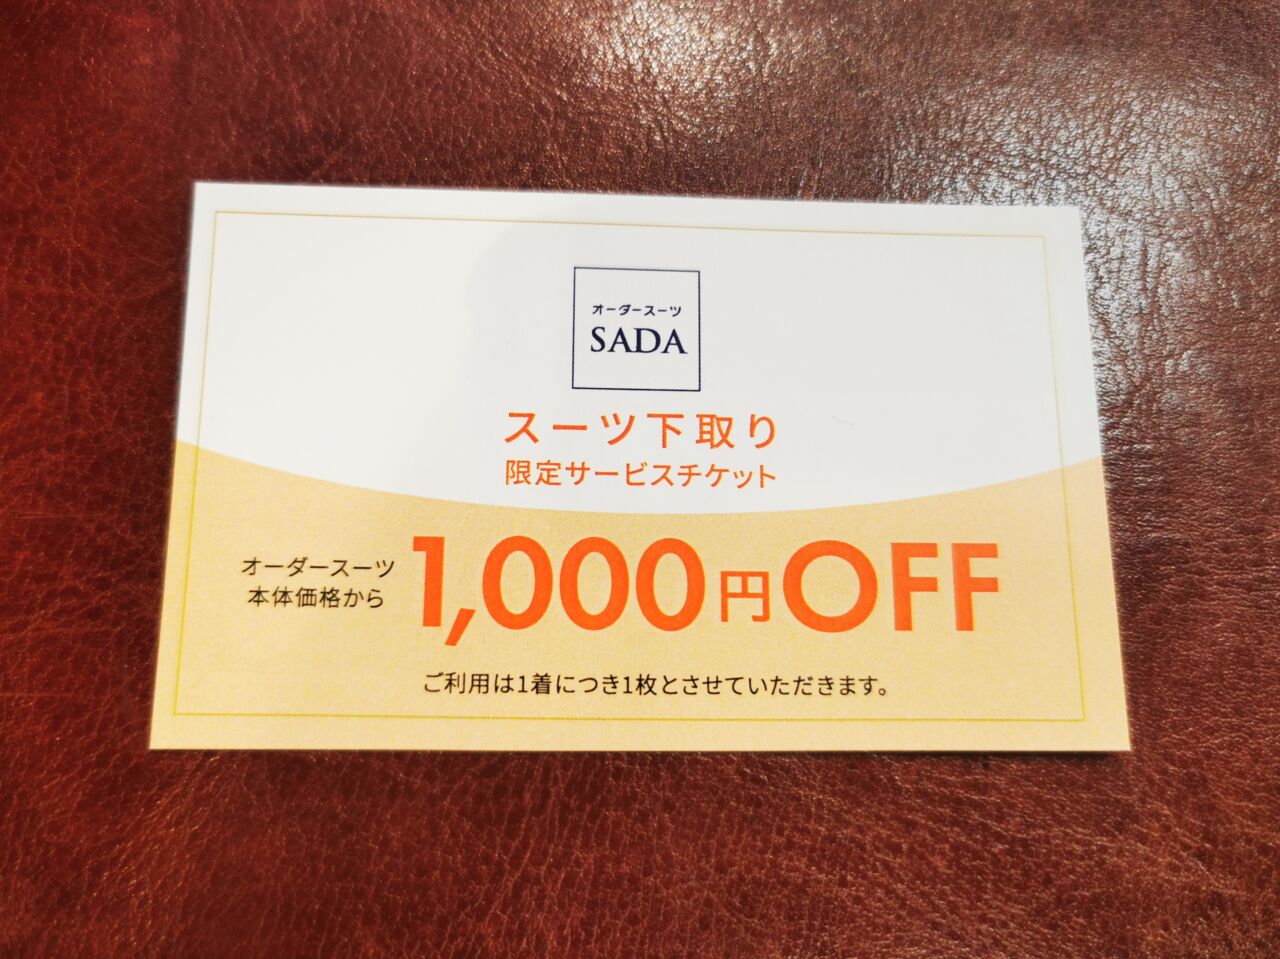 オーダースーツ
SADA
スーツ下取り
限定サービスチケット
オーダースーツ
本体価格から
1,000円OFF
ご利用は1着につき1枚とさせていただきます。